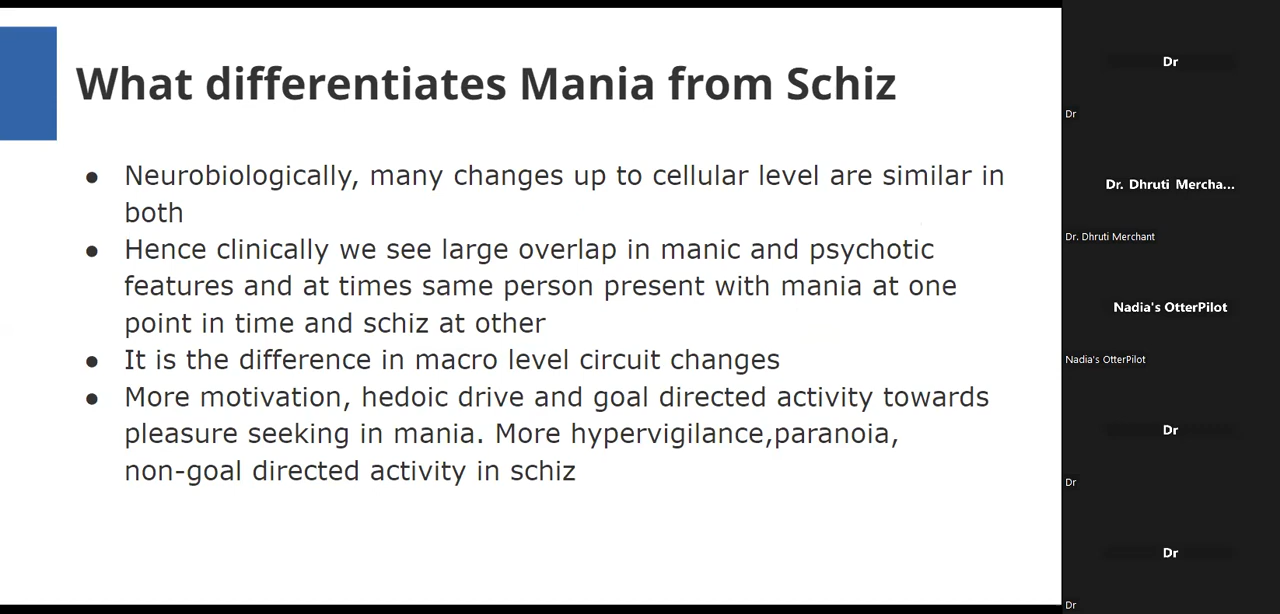 What differentiates Mania from Schiz
● Neurobiologically, many changes up to cellular level are similar in
both
● Hence clinically we see large overlap in manic and psychotic
features and at times same person present with mania at one
point in time and schiz at other
● It is the difference in macro level circuit changes
● More motivation, hedoic drive and goal directed activity towards
pleasure seeking in mania. More hypervigilance,paranoia,
non-goal directed activity in schiz
Dr
Dr
Dr. Dhruti Mercha...
Dr. Dhruti Merchant
Nadia's OtterPilot
Nadia's OtterPilot
Dr
Dr
Dr
Dr